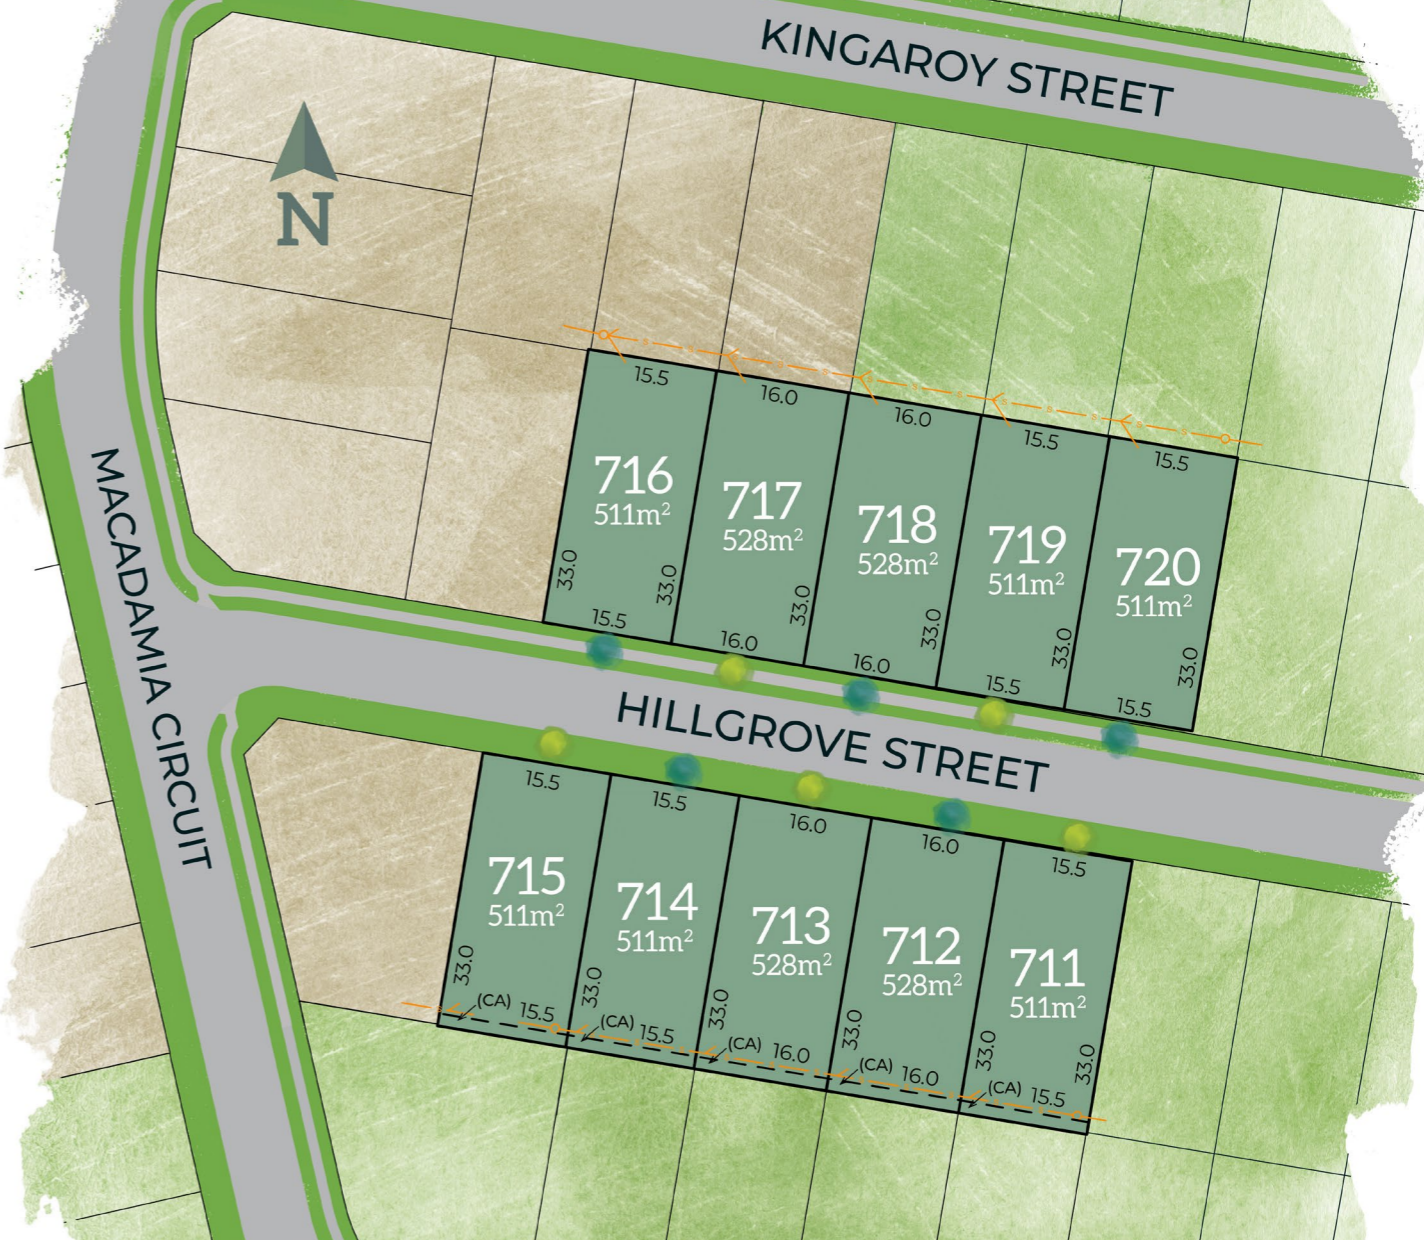 KINGAROY STREET
N
15.5
16.0
16.0
15.5
15.5
716
511m²
717
528m²
718
528m²
719
511m²
720
511m²
33.0
33.0
33.0
33.0
33.0
33.0
15.5
16.0
16.0
15.5
15.5
MACADAMIA CIRCUIT
HILLGROVE STREET
15.5
15.5
16.0
16.0
15.5
715
511m²
714
511m²
713
528m²
712
528m²
711
511m²
33.0
33.0
33.0
33.0
33.0
33.0
(CA) 15.5
(CA) 15.5
(CA) 16.0
(CA) 16.0
(CA) 15.5